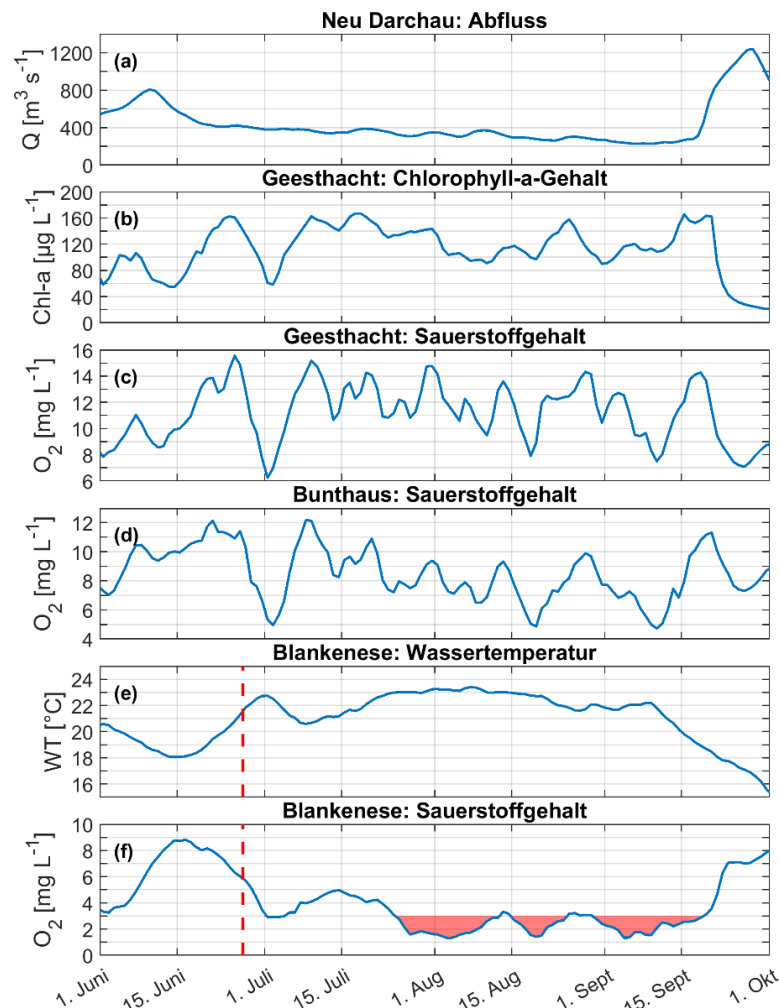 Neu Darchau: Abfluss
(a)
Q [m³ s⁻¹]
1200
800
400
0
Geesthacht: Chlorophyll-a-Gehalt
(b)
Chl-a [µg L⁻¹]
200
160
120
80
40
0
Geesthacht: Sauerstoffgehalt
(c)
O₂ [mg L⁻¹]
16
14
12
10
8
6
Bunthaus: Sauerstoffgehalt
(d)
O₂ [mg L⁻¹]
12
10
8
6
4
Blankenese: Wassertemperatur
(e)
WT [°C]
24
22
20
18
16
Blankenese: Sauerstoffgehalt
(f)
O₂ [mg L⁻¹]
10
8
6
4
2
0
1. Juni
15. Juni
1. Juli
15. Juli
1. Aug
15. Aug
1. Sept
15. Sept
1. Okt